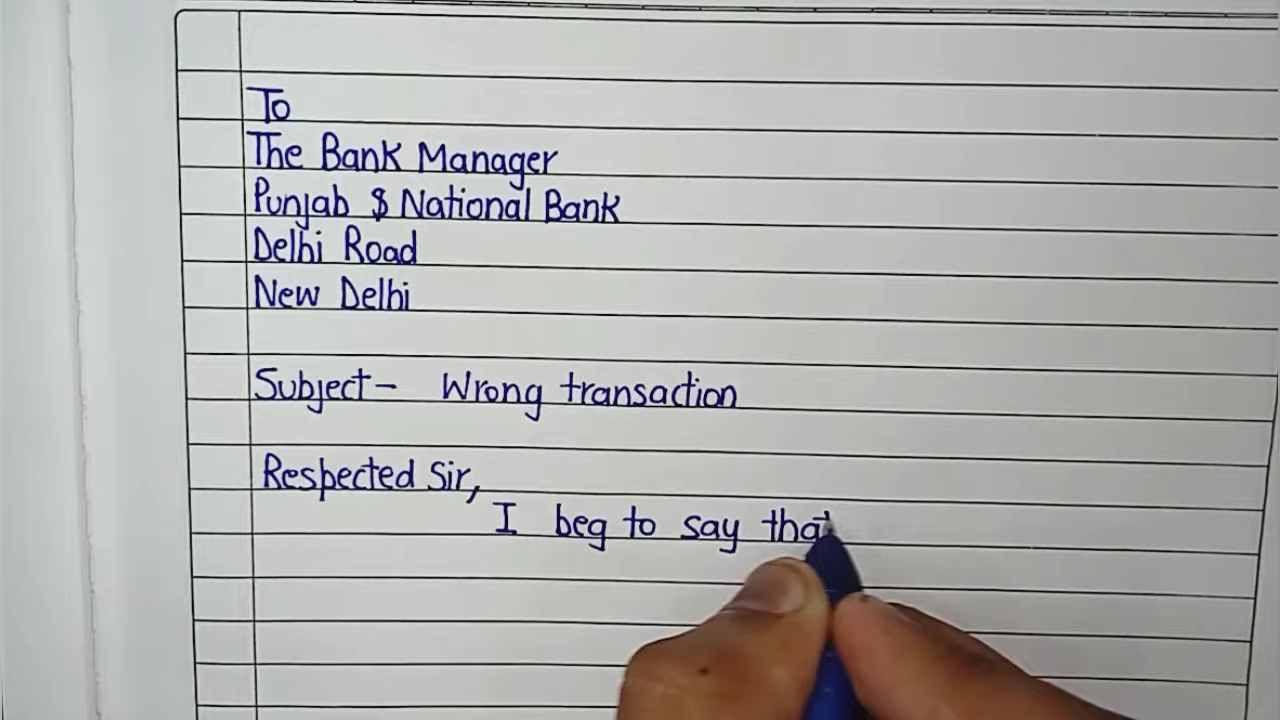 To
The Bank Manager
Punjab $ National Bank
Delhi Road
New Delhi
Subject- Wrong transaction
Respected Sir,
I beg to say that